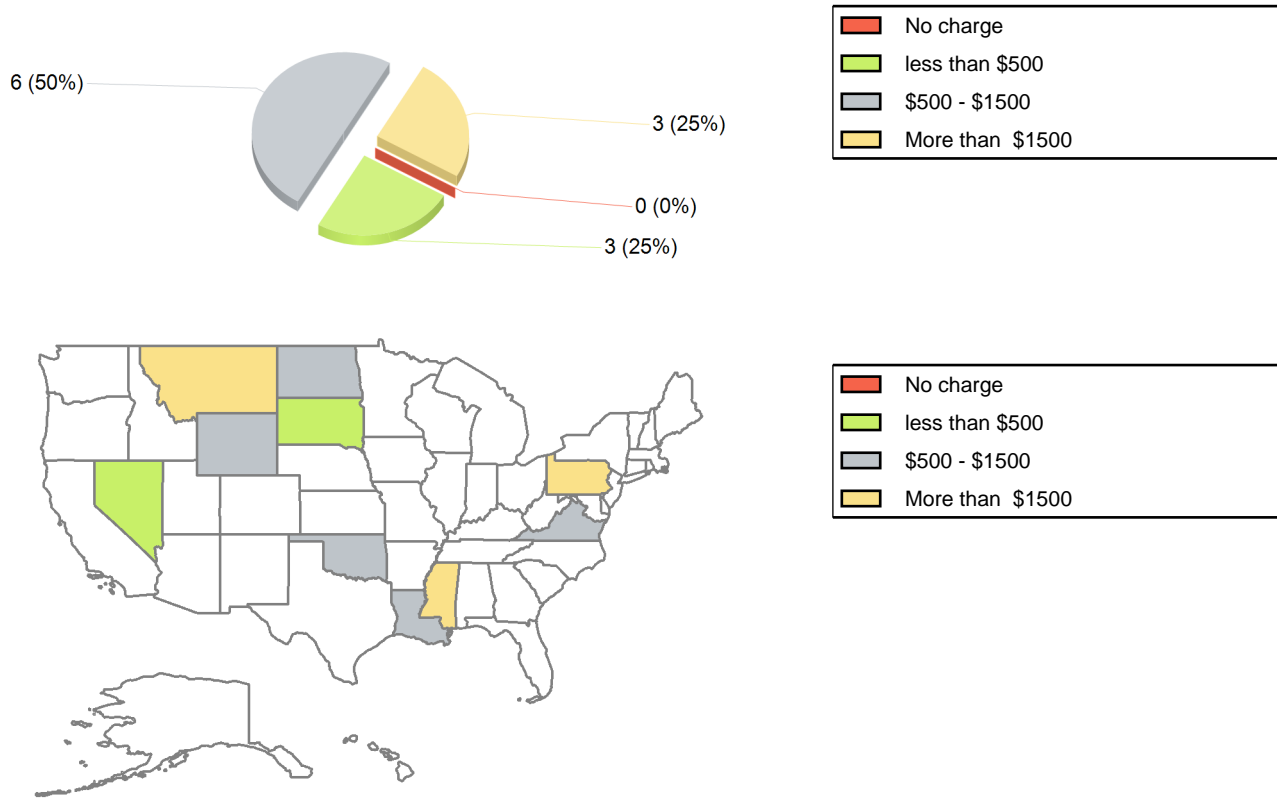 6 (50%)
3 (25%)
0 (0%)
3 (25%)
No charge
less than $500
$500 - $1500
More than  $1500
No charge
less than $500
$500 - $1500
More than  $1500